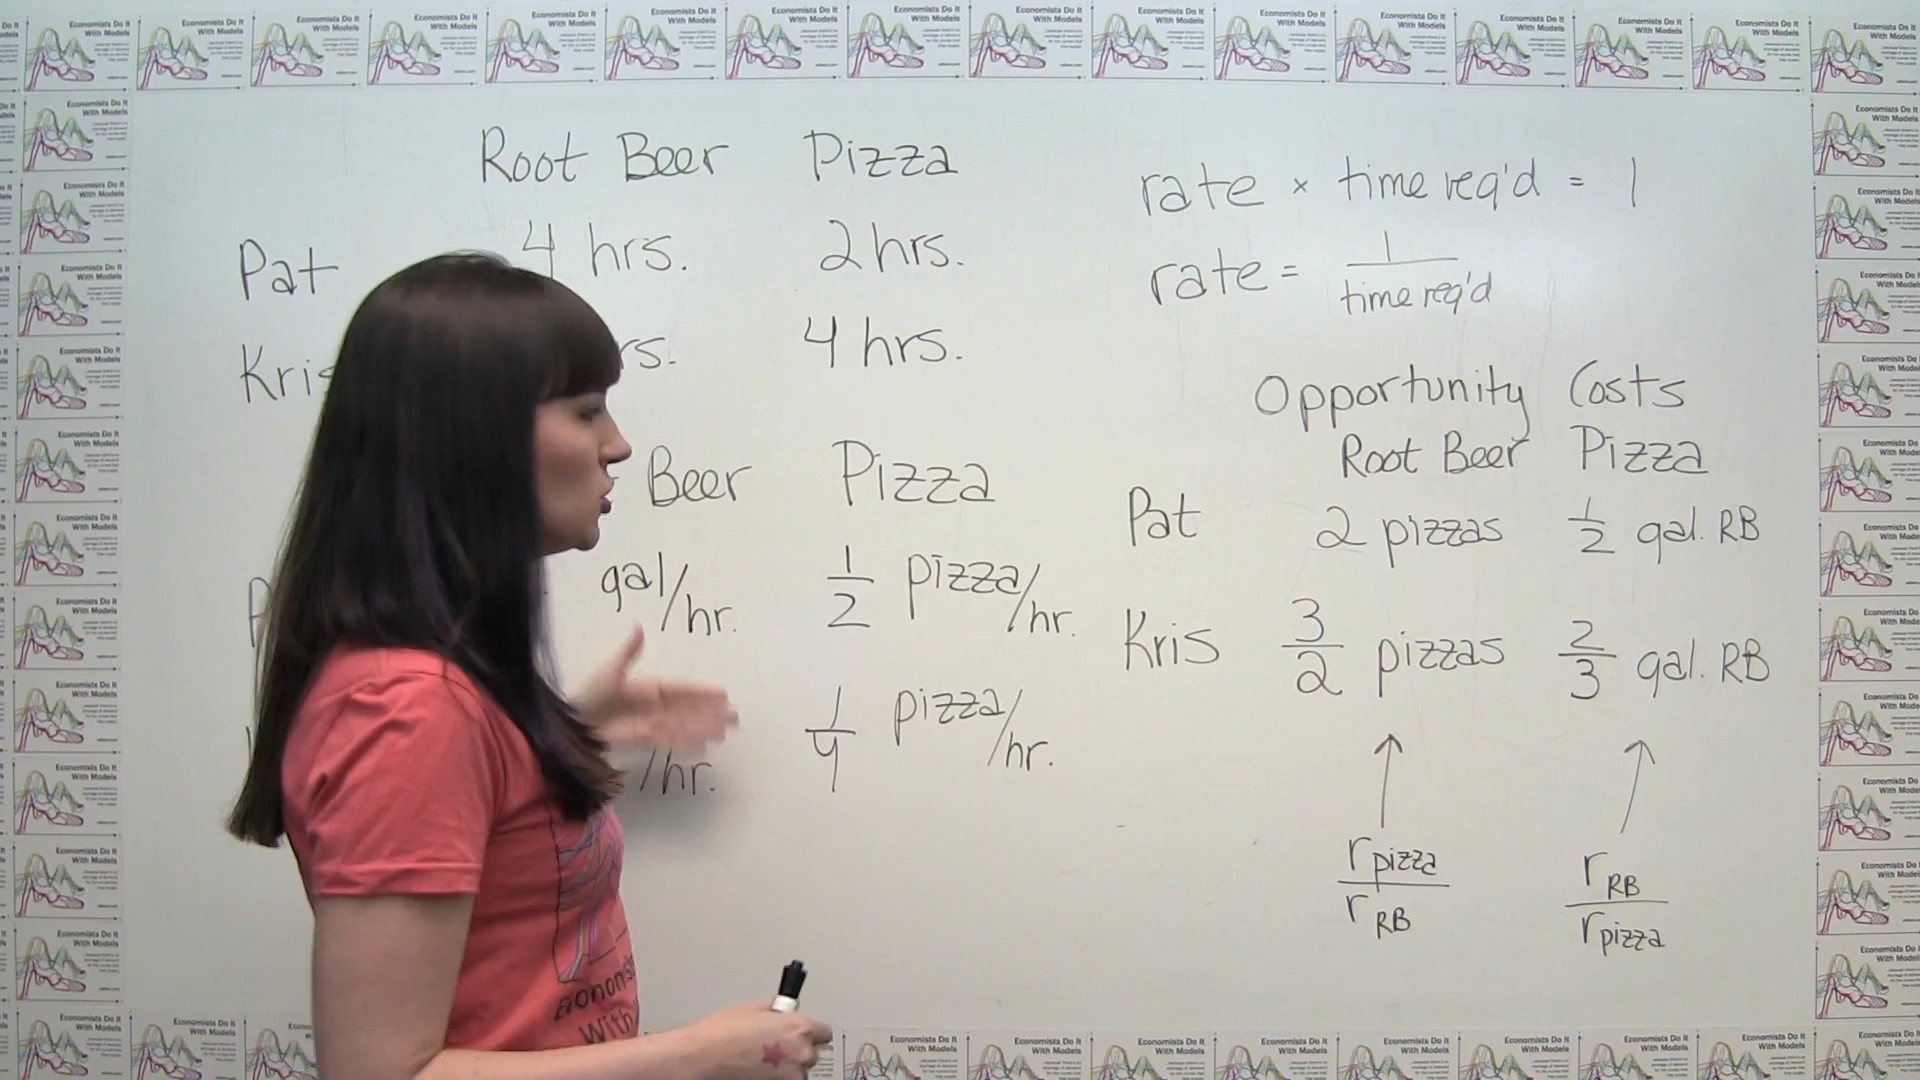 Economists Do It
With Models
Root Beer Pizza
Pat 4 hrs. 2 hrs.
Kris rs. 4 hrs.
Beer Pizza
gal/hr. 1/2 pizza/hr.
/hr. 1/4 pizza/hr.
rate × time req'd = 1
rate = 1/time req'd
Opportunity Costs
Root Beer Pizza
Pat 2 pizzas 1/2 gal. RB
Kris 3/2 pizzas 2/3 gal. RB
r pizza/r RB
r RB/r pizza
With